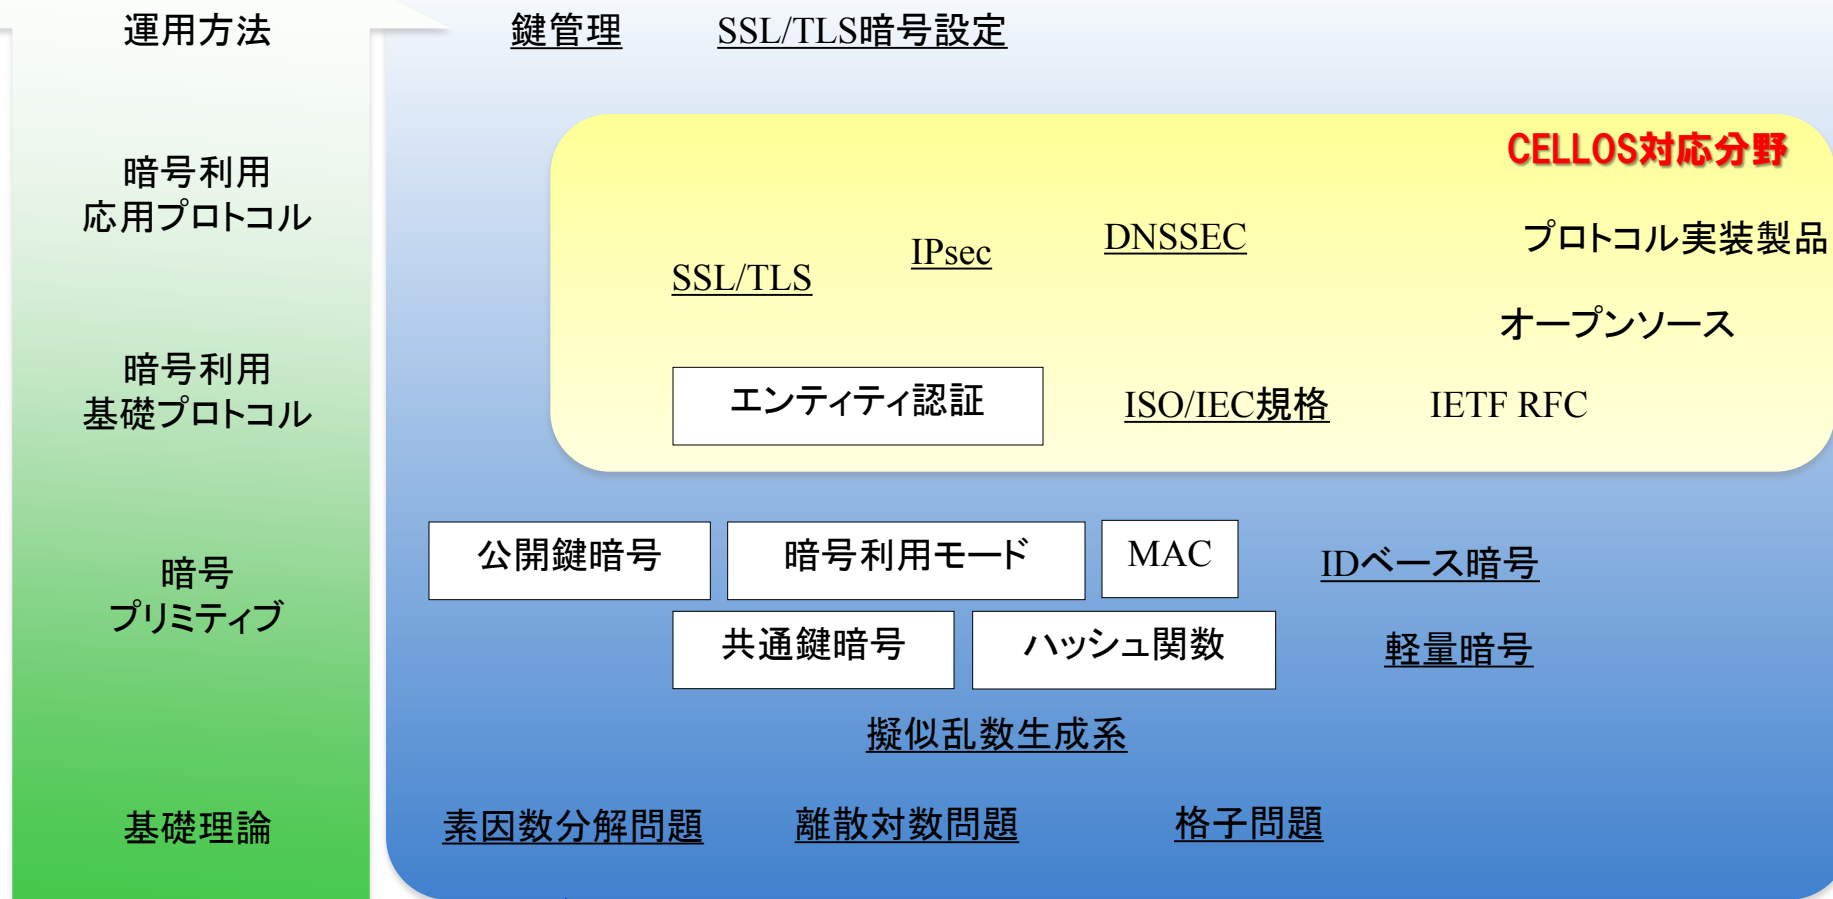 運用方法
鍵管理
SSL/TLS暗号設定
CELLOS対応分野
暗号利用
応用プロトコル
SSL/TLS
IPsec
DNSSEC
プロトコル実装製品
オープンソース
暗号利用
基礎プロトコル
エンティティ認証
ISO/IEC規格
IETF RFC
暗号
プリミティブ
公開鍵暗号
暗号利用モード
MAC
IDベース暗号
共通鍵暗号
ハッシュ関数
軽量暗号
擬似乱数生成系
基礎理論
素因数分解問題
離散対数問題
格子問題